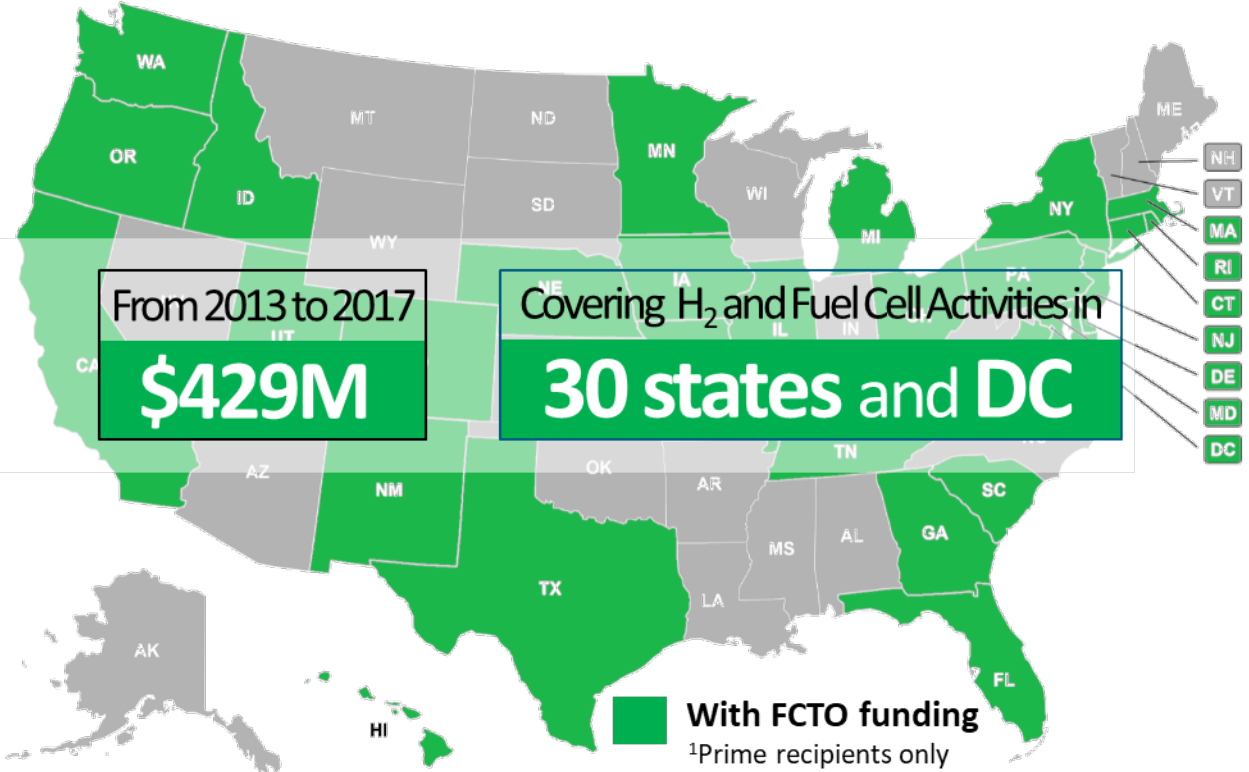 WA
MT
ND
MN
ME
OR
ID
SD
WI
NY
MI
NH
VT
MA
RI
CT
NJ
DE
MD
DC
WY
NE
IA
PA
UT
IL
IN
CA
From 2013 to 2017
$429M
Covering H₂ and Fuel Cell Activities in
30 states and DC
AZ
NM
OK
AR
TN
SC
TX
LA
MS
AL
GA
FL
AK
HI
With FCTO funding
¹Prime recipients only